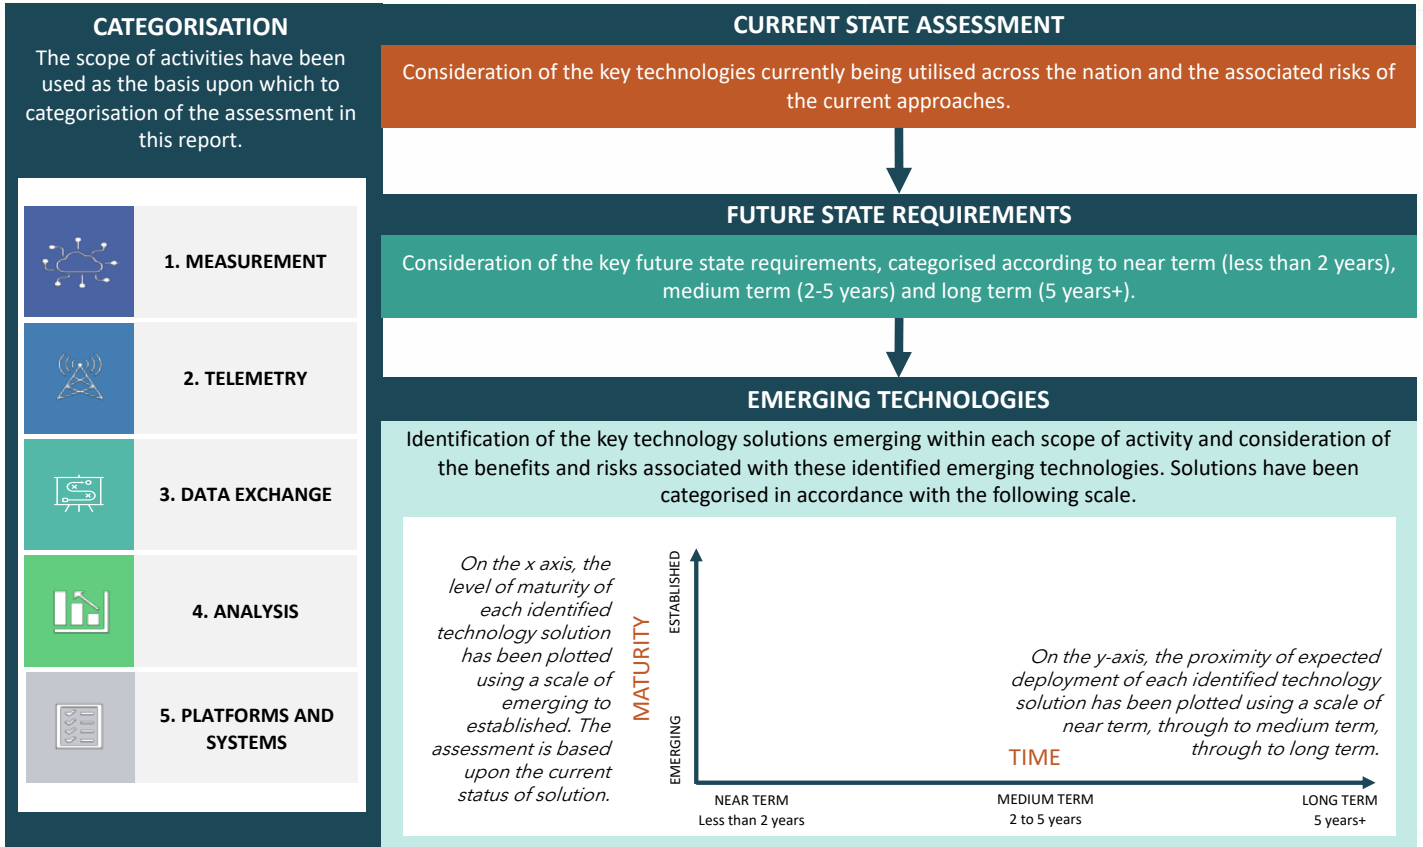 CATEGORISATION
The scope of activities have been
used as the basis upon which to
categorisation of the assessment in
this report.
1. MEASUREMENT
2. TELEMETRY
3. DATA EXCHANGE
4. ANALYSIS
5. PLATFORMS AND
SYSTEMS
CURRENT STATE ASSESSMENT
Consideration of the key technologies currently being utilised across the nation and the associated risks of
the current approaches.
FUTURE STATE REQUIREMENTS
Consideration of the key future state requirements, categorised according to near term (less than 2 years),
medium term (2-5 years) and long term (5 years+).
EMERGING TECHNOLOGIES
Identification of the key technology solutions emerging within each scope of activity and consideration of
the benefits and risks associated with these identified emerging technologies. Solutions have been
categorised in accordance with the following scale.
On the x axis, the
level of maturity of
each identified
technology solution
has been plotted
using a scale of
emerging to
established. The
assessment is based
upon the current
status of solution.
MATURITY
ESTABLISHED
EMERGING
On the y-axis, the proximity of expected
deployment of each identified technology
solution has been plotted using a scale of
near term, through to medium term,
through to long term.
TIME
NEAR TERM
Less than 2 years
MEDIUM TERM
2 to 5 years
LONG TERM
5 years+